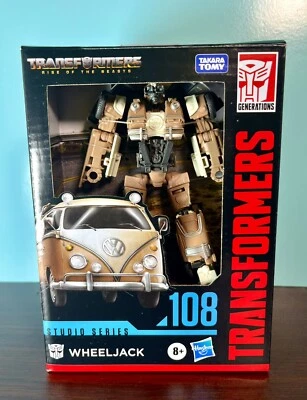 TRANSFORMERS
RISE OF THE BEASTS
TAKARA
TOMY
GENERATIONS
TRANSFORMERS
108
STUDIO SERIES
WHEELJACK
8+
Hasbro